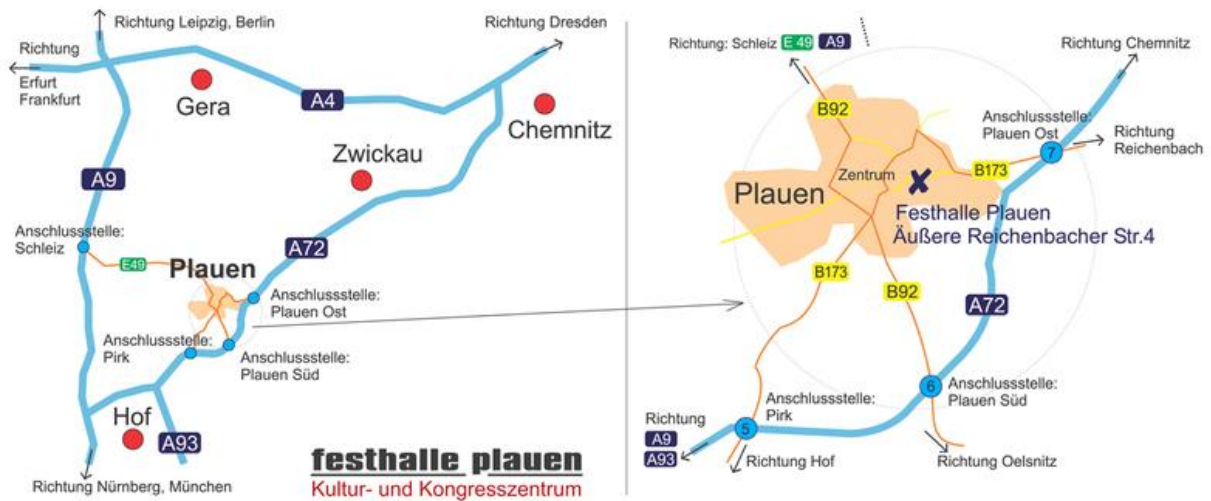 Richtung Leipzig, Berlin
Richtung Dresden
Richtung
Erfurt
Frankfurt
Gera
A4
Chemnitz
Zwickau
A9
A72
Anschlussstelle:
Schleiz
E49
Plauen
Anschlussstelle:
Plauen Ost
Anschlussstelle:
Pirk
Anschlussstelle:
Plauen Süd
Hof
A93
Richtung Nürnberg, München
festhalle plauen
Kultur- und Kongresszentrum
Richtung: Schleiz E 49 A9
Richtung Chemnitz
B92
Anschlussstelle:
Plauen Ost
7
Richtung
Reichenbach
B173
Zentrum
Plauen
Festhalle Plauen
Äußere Reichenbacher Str.4
B173
B92
A72
6
Anschlussstelle:
Plauen Süd
Anschlussstelle:
Pirk
5
Richtung
A9
A93
Richtung Hof
Richtung Oelsnitz